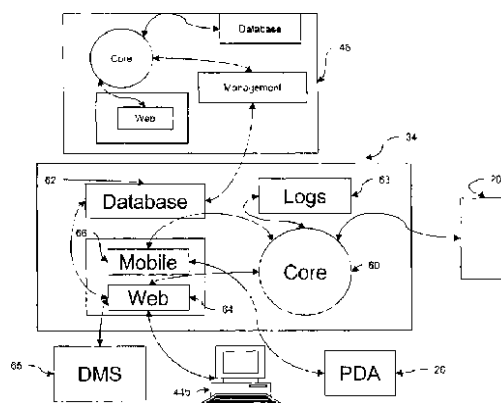 Database
Core
Management
Web
34
20
62
Database
Logs
63
66
Mobile
Core
60
Web
64
65
DMS
PDA
26